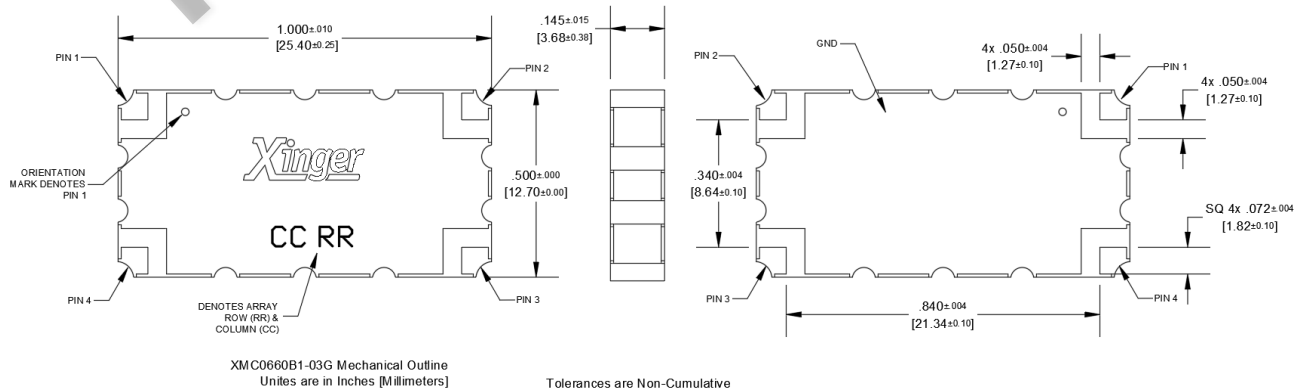 1.000±.010
[25.40±0.25]
PIN 1
PIN 2
ORIENTATION
MARK DENOTES
PIN 1
Xinger
.500±.000
[12.70±0.00]
CC RR
PIN 4
PIN 3
DENOTES ARRAY
ROW (RR) &
COLUMN (CC)
.145±.015
[3.68±0.38]
PIN 2
GND
4x .050±.004
[1.27±0.10]
PIN 1
4x .050±.004
[1.27±0.10]
.340±.004
[8.64±0.10]
SQ 4x .072±.004
[1.82±0.10]
PIN 3
PIN 4
.840±.004
[21.34±0.10]
XMC0660B1-03G Mechanical Outline
Unites are in Inches [Millimeters]
Tolerances are Non-Cumulative